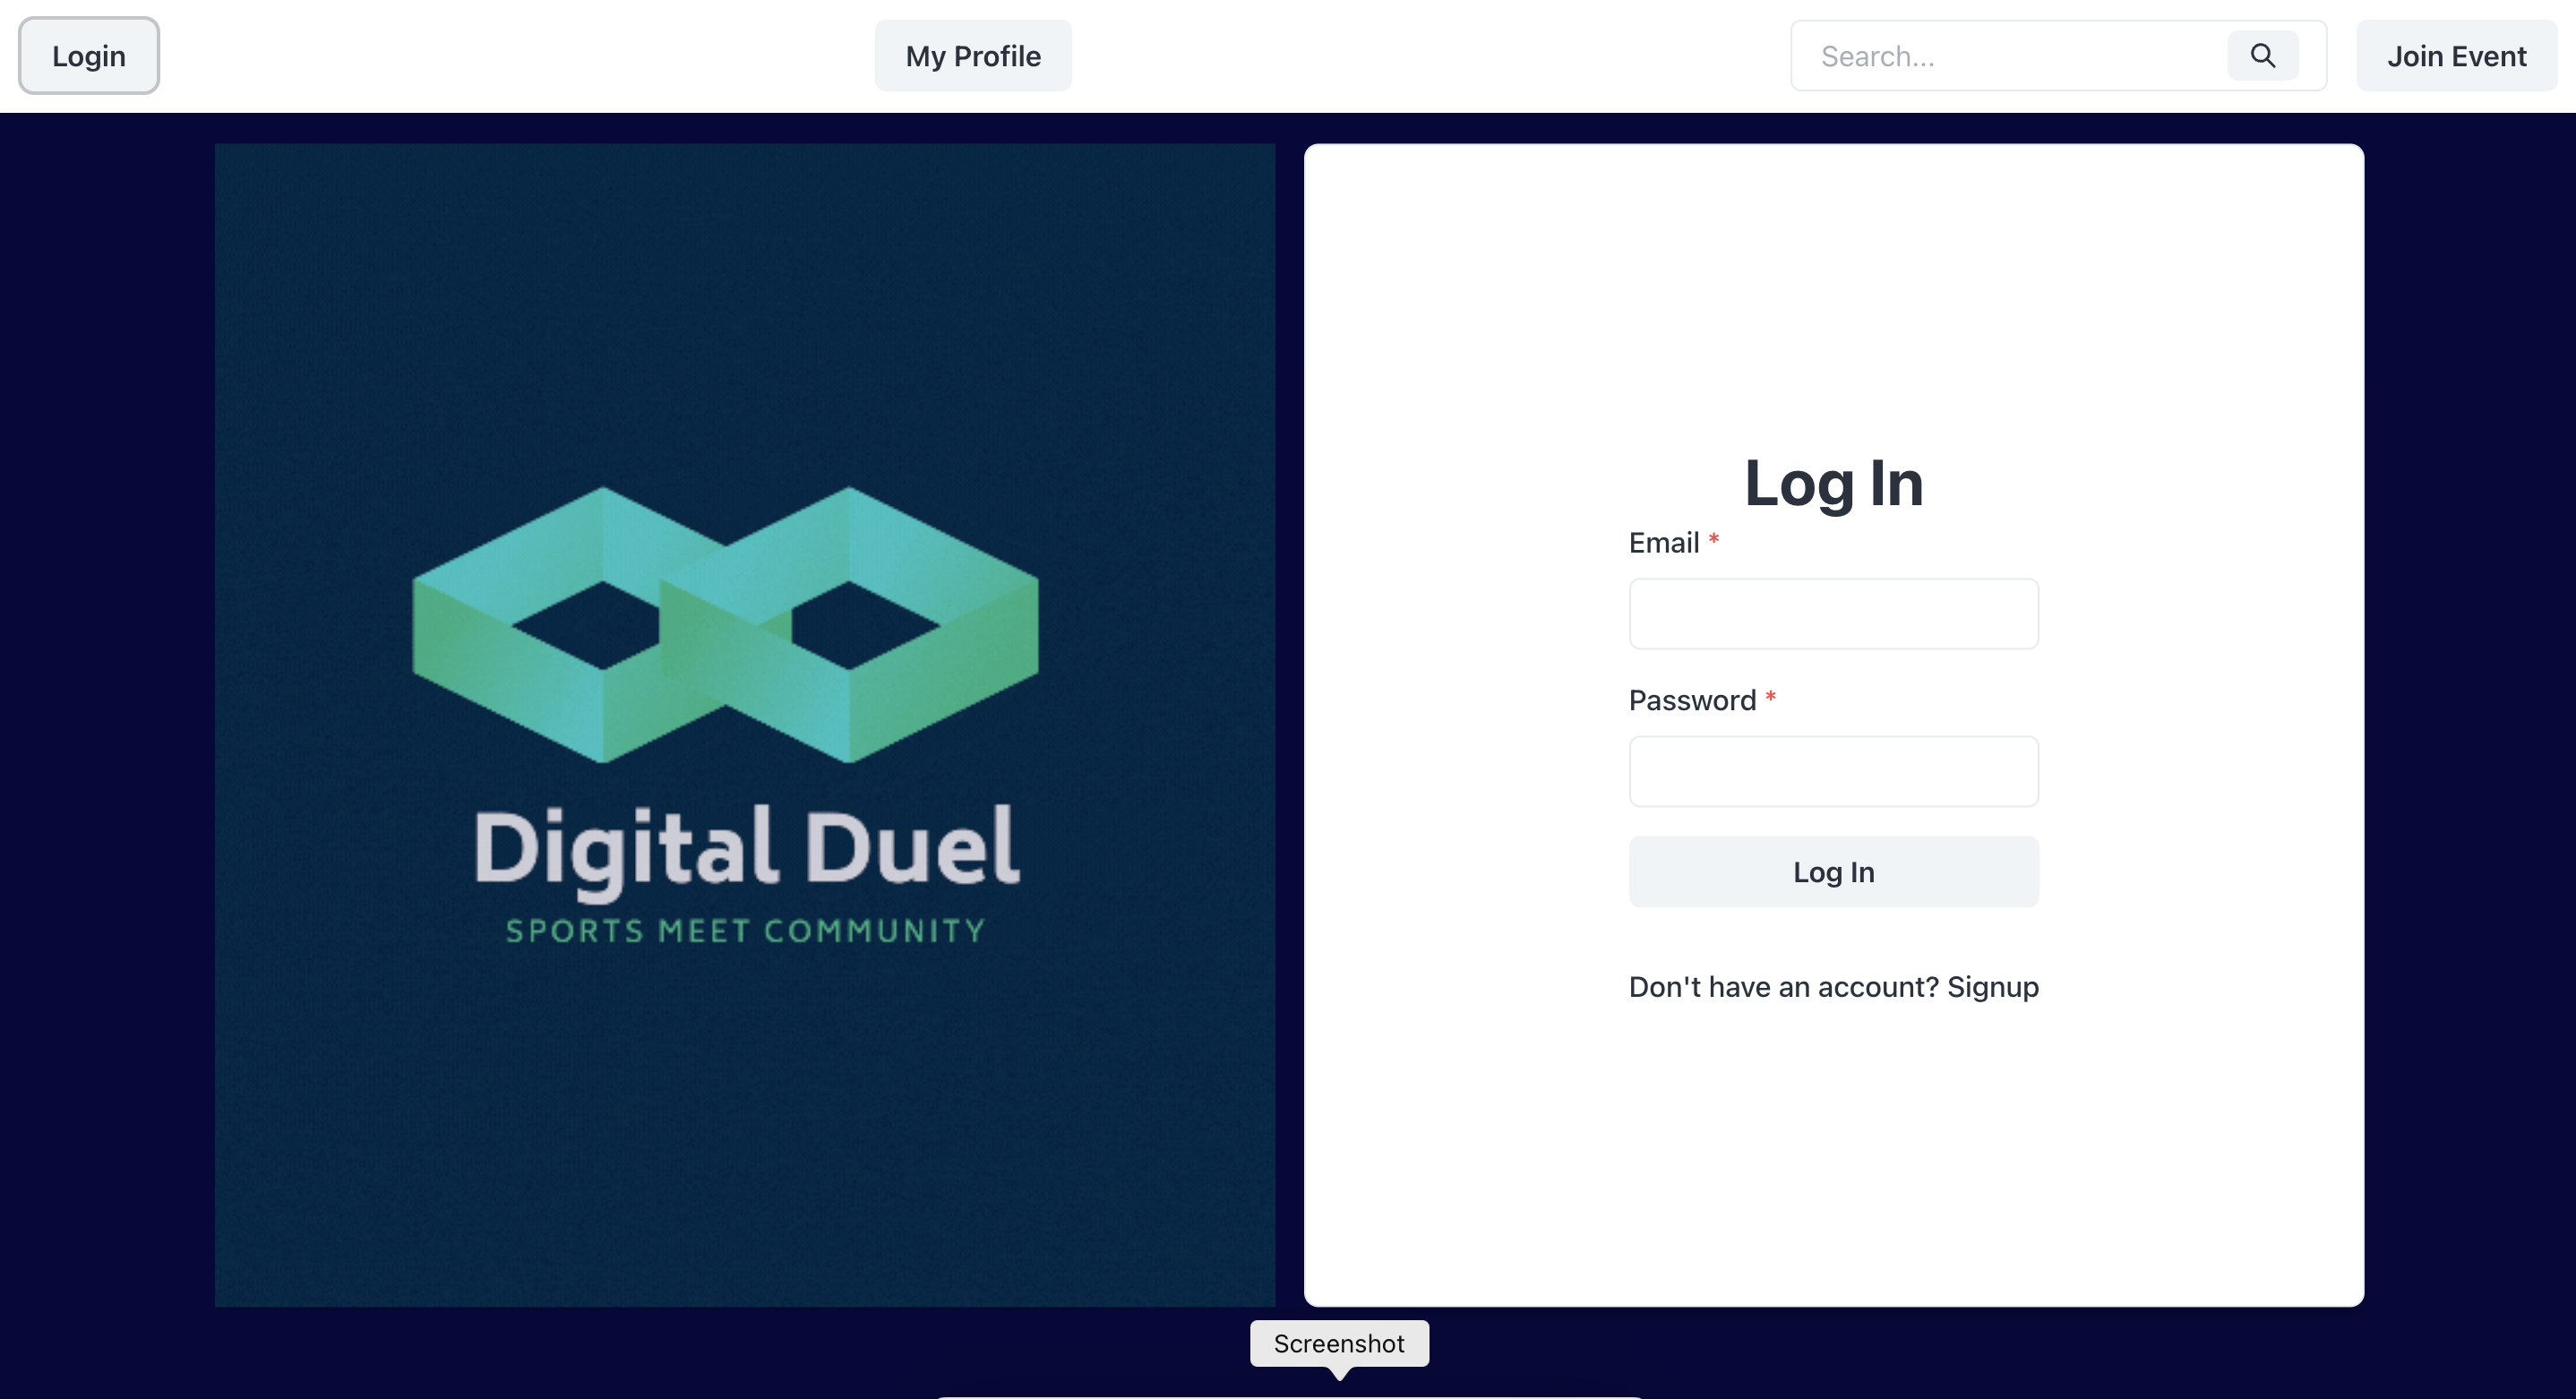 Login
My Profile
Search...
Join Event
Digital Duel
SPORTS MEET COMMUNITY
Log In
Email *
Password *
Log In
Don't have an account? Signup
Screenshot